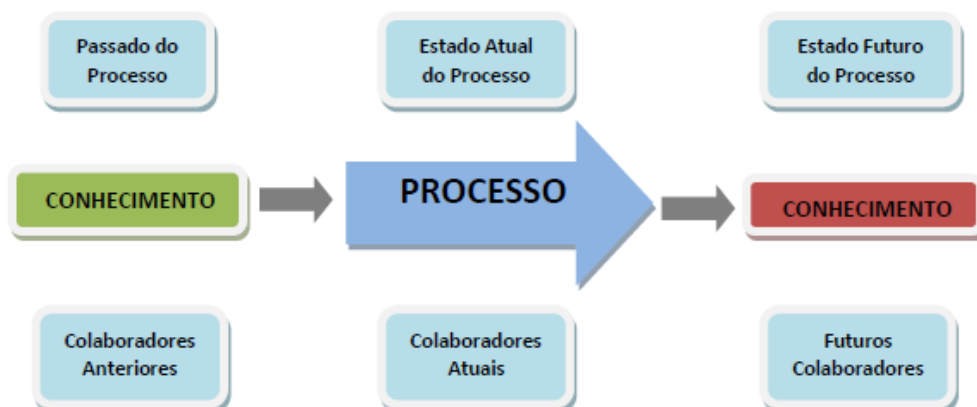 Passado do
Processo
Estado Atual
do Processo
Estado Futuro
do Processo
CONHECIMENTO
PROCESSO
CONHECIMENTO
Colaboradores
Anteriores
Colaboradores
Atuais
Futuros
Colaboradores